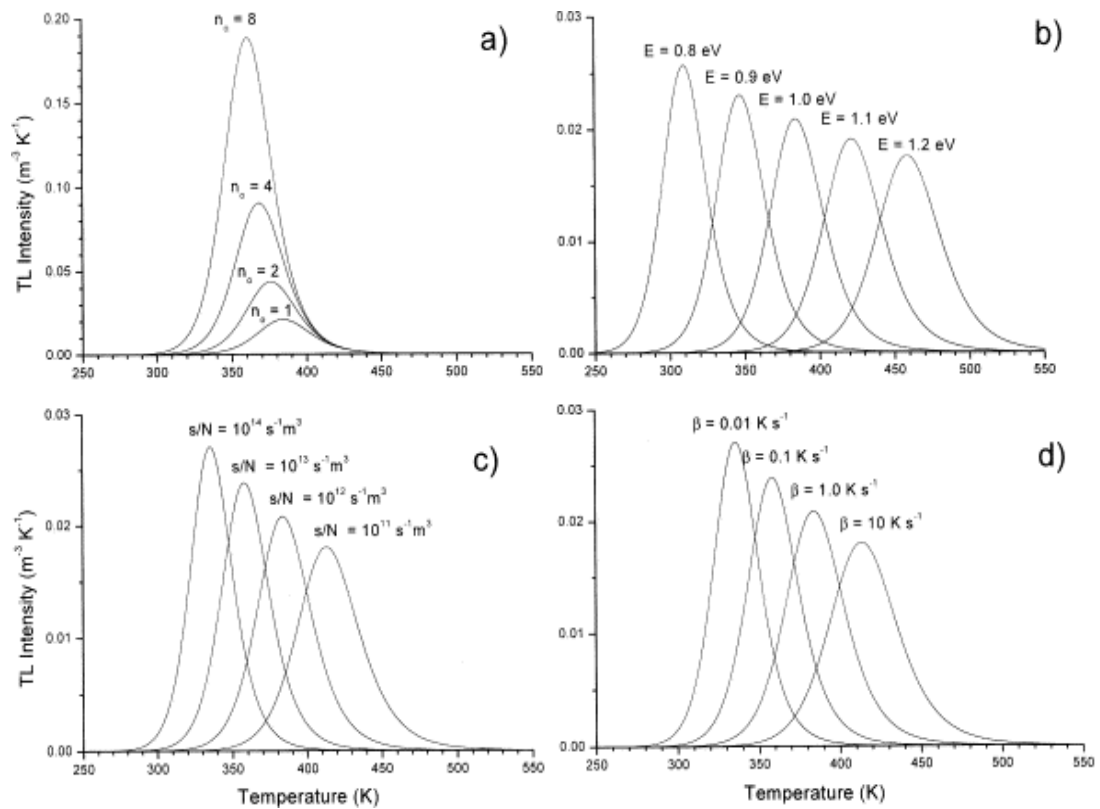 a)
n₀ = 8
n₀ = 4
n₀ = 2
n₀ = 1
TL Intensity (m⁻³ K⁻¹)
0.20
0.15
0.10
0.05
0.00
250 300 350 400 450 500 550
Temperature (K)
b)
E = 0.8 eV
E = 0.9 eV
E = 1.0 eV
E = 1.1 eV
E = 1.2 eV
0.03
0.02
0.01
0.00
250 300 350 400 450 500 550
c)
s/N = 10¹⁴ s⁻¹m³
s/N = 10¹³ s⁻¹m³
s/N = 10¹² s⁻¹m³
s/N = 10¹¹ s⁻¹m³
TL Intensity (m⁻³ K⁻¹)
0.03
0.02
0.01
0.00
250 300 350 400 450 500 550
d)
β = 0.01 K s⁻¹
β = 0.1 K s⁻¹
β = 1.0 K s⁻¹
β = 10 K s⁻¹
0.03
0.02
0.01
0.00
250 300 350 400 450 500 550
Temperature (K)